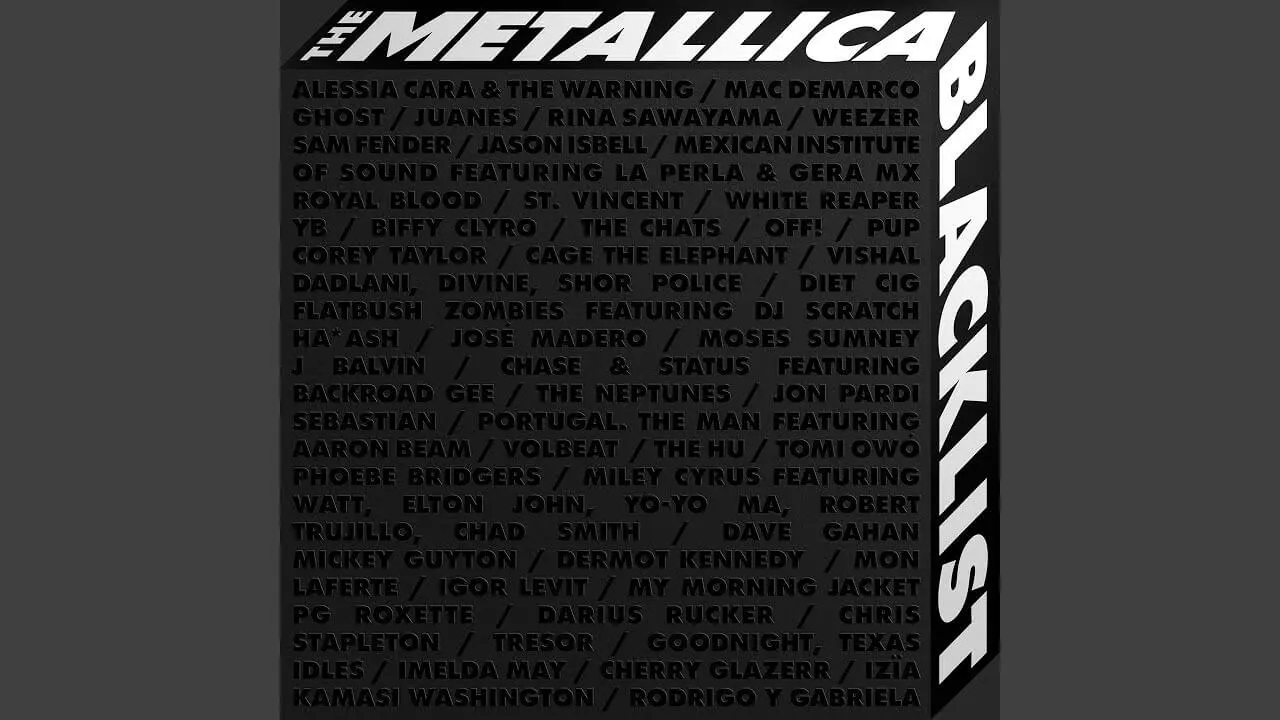 THE METALLICA
BLACKLIST
ALESSIA CARA & THE WARNING / MAC DEMARCO
GHOST / JUANES / RINA SAWAYAMA / WEEZER
SAM FENDER / JASON ISBELL / MEXICAN INSTITUTE
OF SOUND FEATURING LA PERLA & GERA MX
ROYAL BLOOD / ST. VINCENT / WHITE REAPER
YB / BIFFY CLYRO / THE CHATS / OFF! / PUP
COREY TAYLOR / CAGE THE ELEPHANT / VISHAL
DADLANI, DIVINE, SHOR POLICE / DIET CIG
FLATBUSH ZOMBIES FEATURING DJ SCRATCH
HA*ASH / JOSÉ MADERO / MOSES SUMNEY
J BALVIN / CHASE & STATUS FEATURING
BACKROAD GEE / THE NEPTUNES / JON PARDI
SEBASTIAN / PORTUGAL. THE MAN FEATURING
AARON BEAM / VOLBEAT / THE HU / TOMI OWÓ
PHOEBE BRIDGERS / MILEY CYRUS FEATURING
WATT, ELTON JOHN, YO-YO MA, ROBERT
TRUJILLO, CHAD SMITH / DAVE GAHAN
MICKEY GUYTON / DERMOT KENNEDY / MON
LAFERTE / IGOR LEVIT / MY MORNING JACKET
PG ROXETTE / DARIUS RUCKER / CHRIS
STAPLETON / TRESOR / GOODNIGHT, TEXAS
IDLES / IMELDA MAY / CHERRY GLAZERR / IZÏA
KAMASI WASHINGTON / RODRIGO Y GABRIELA